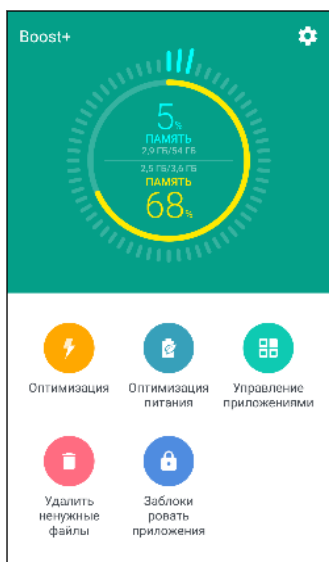 Boost+
5%
ПАМЯТЬ
2,9 ГБ/54 ГБ
2,5 ГБ/3,6 ГБ
ПАМЯТЬ
68%
Оптимизация
Оптимизация
питания
Управление
приложениями
Удалить
ненужные
файлы
Заблоки
ровать
приложения